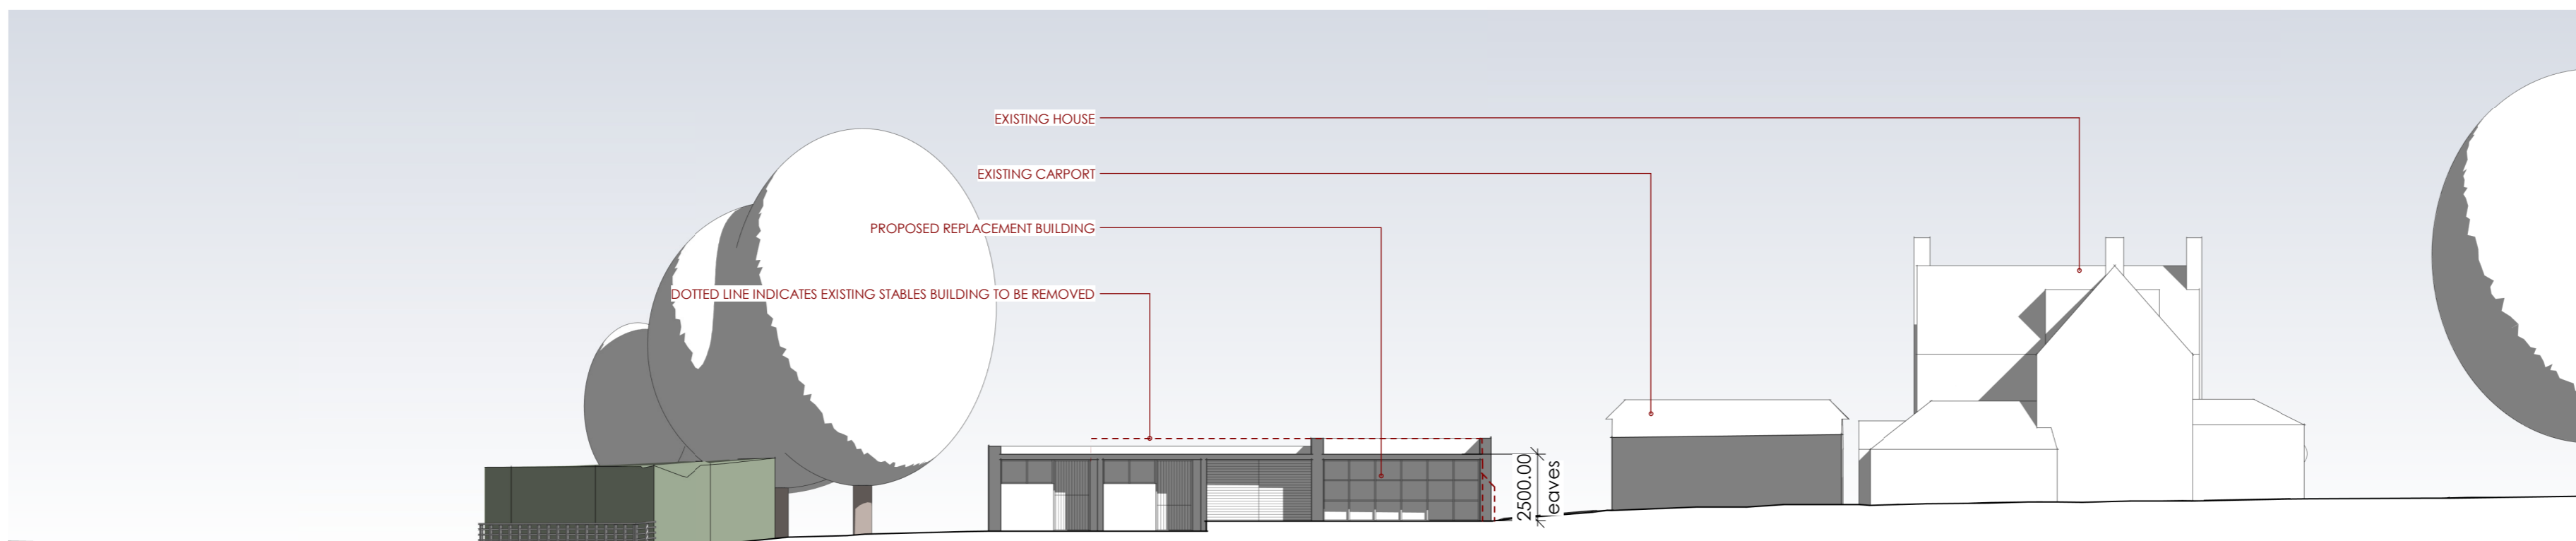 EXISTING HOUSE
EXISTING CARPORT
PROPOSED REPLACEMENT BUILDING
DOTTED LINE INDICATES EXISTING STABLES BUILDING TO BE REMOVED
2500.00
eaves